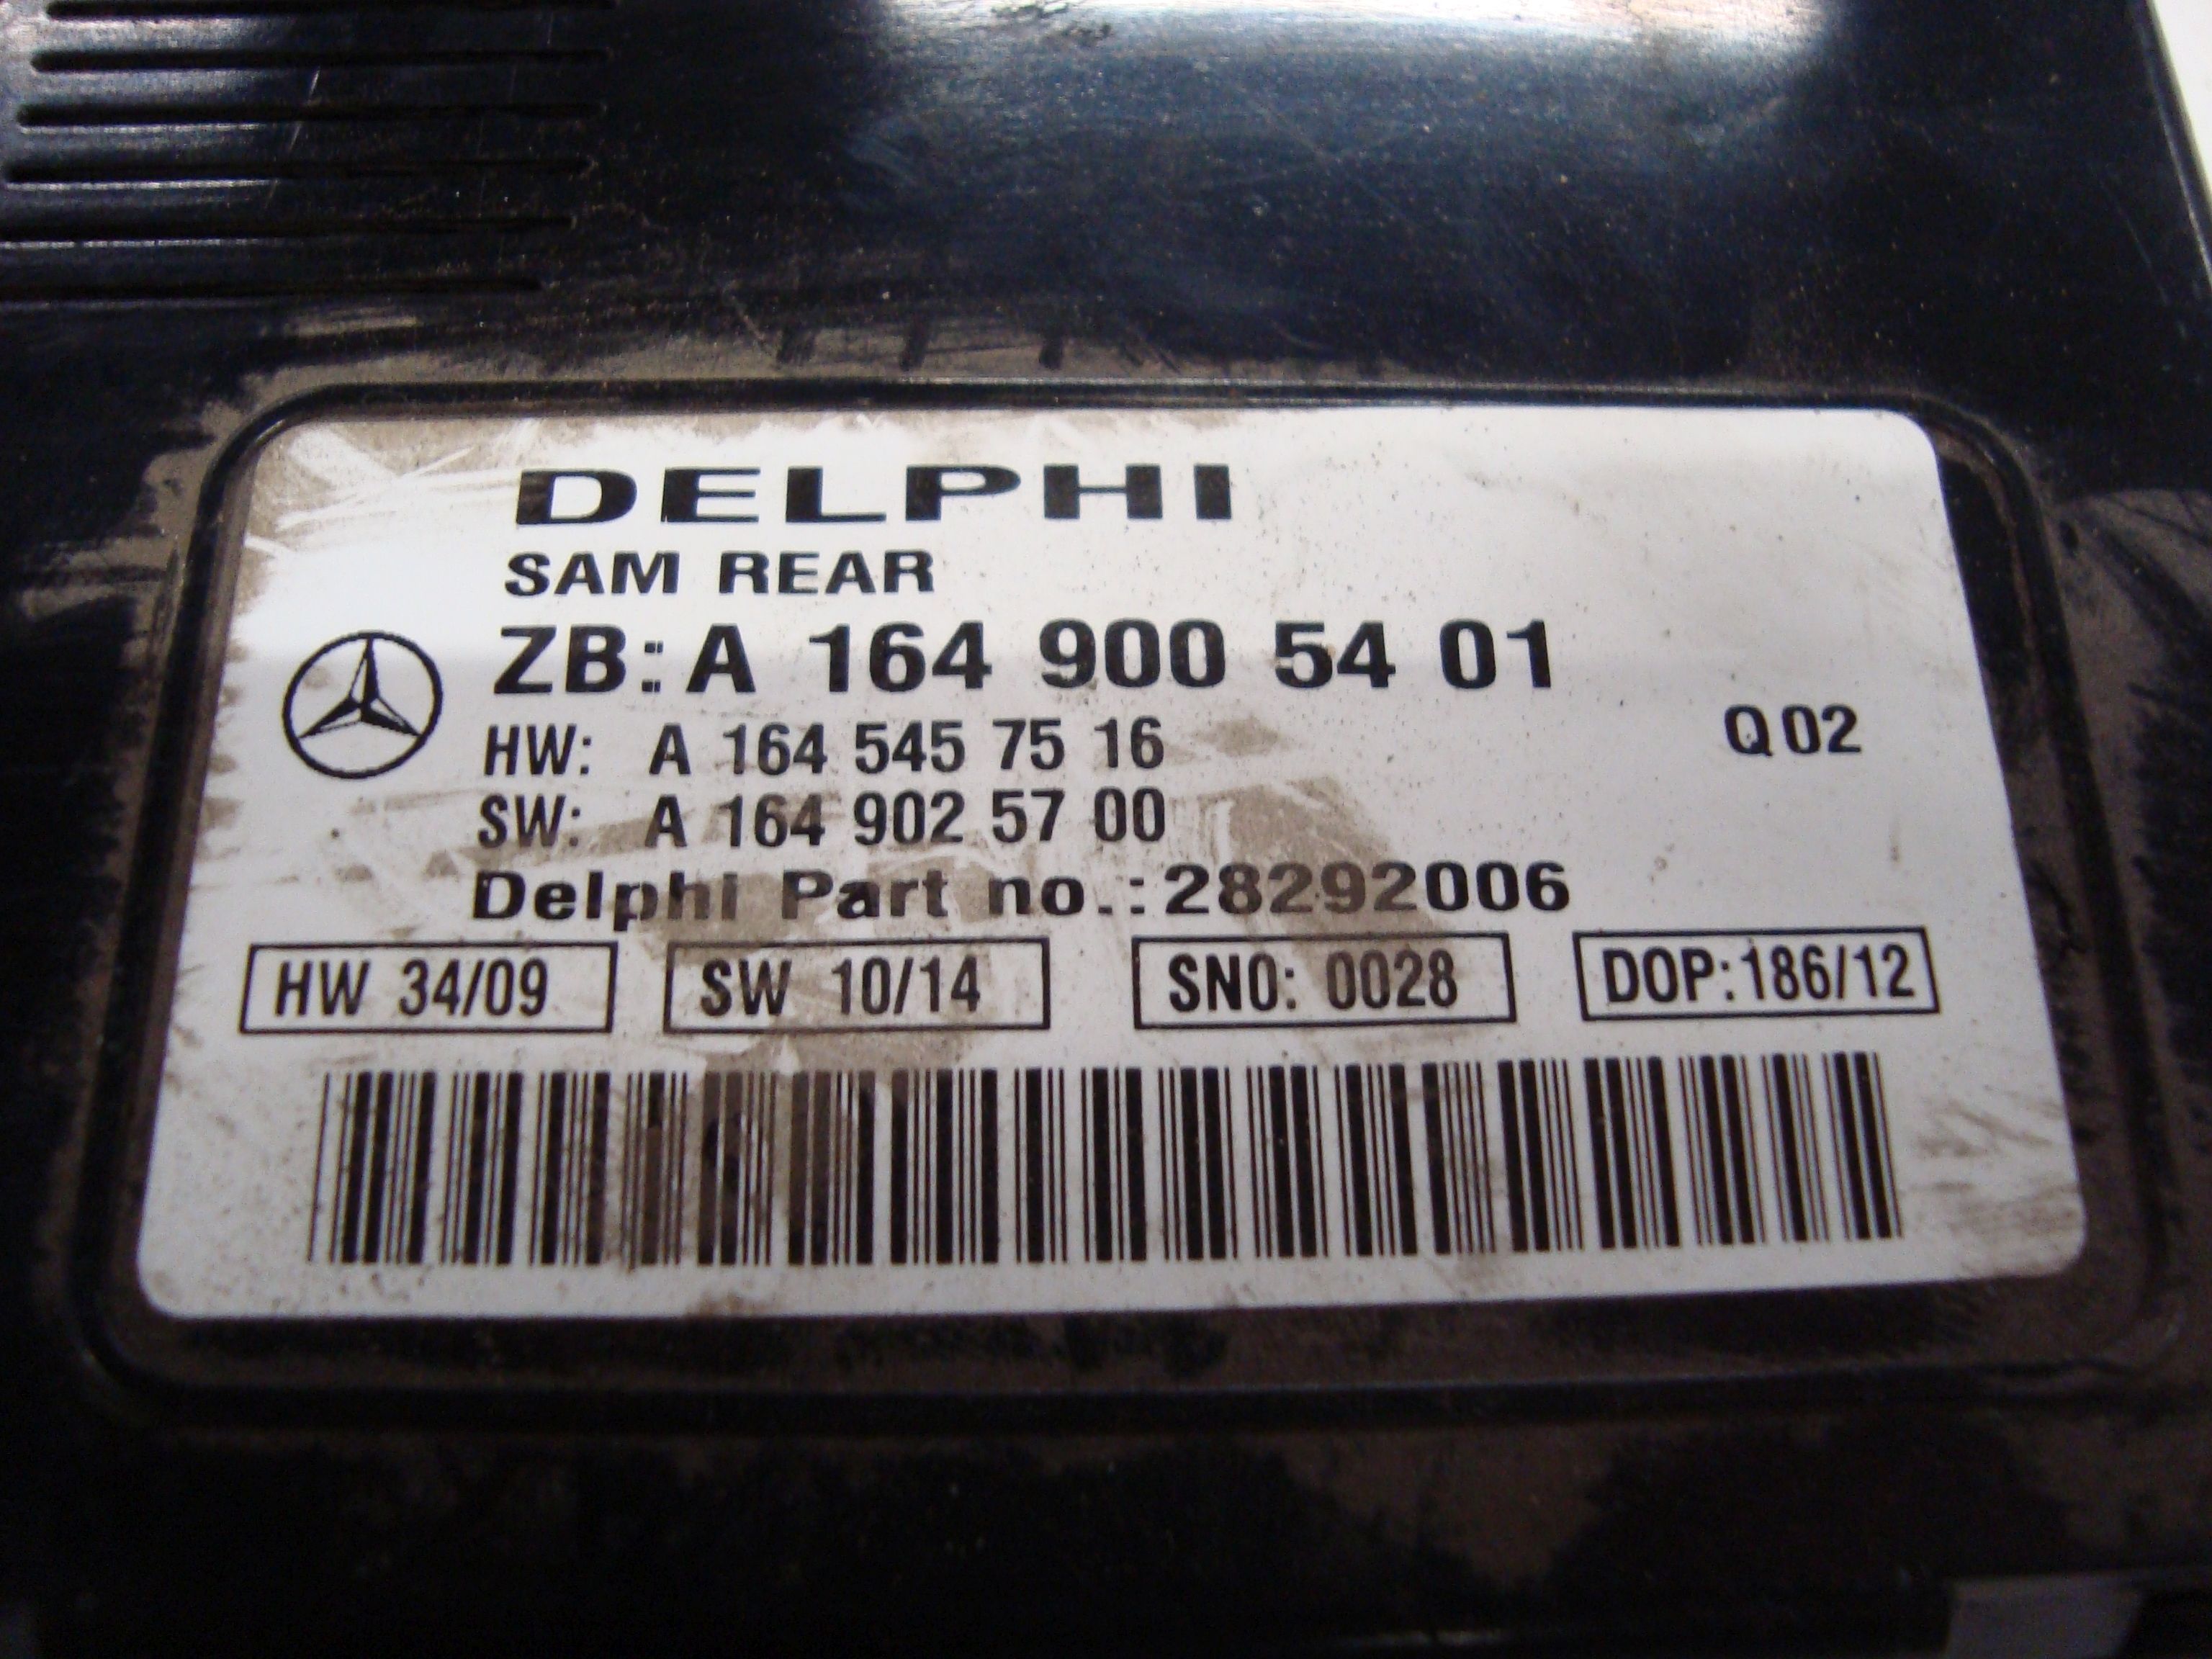 DELPHI
SAM REAR
ZB: A 164 900 54 01
HW: A 164 545 75 16
Q02
SW: A 164 902 57 00
Delphi Part no.:28292006
HW 34/09 SW 10/14 SNO: 0028 DOP:186/12